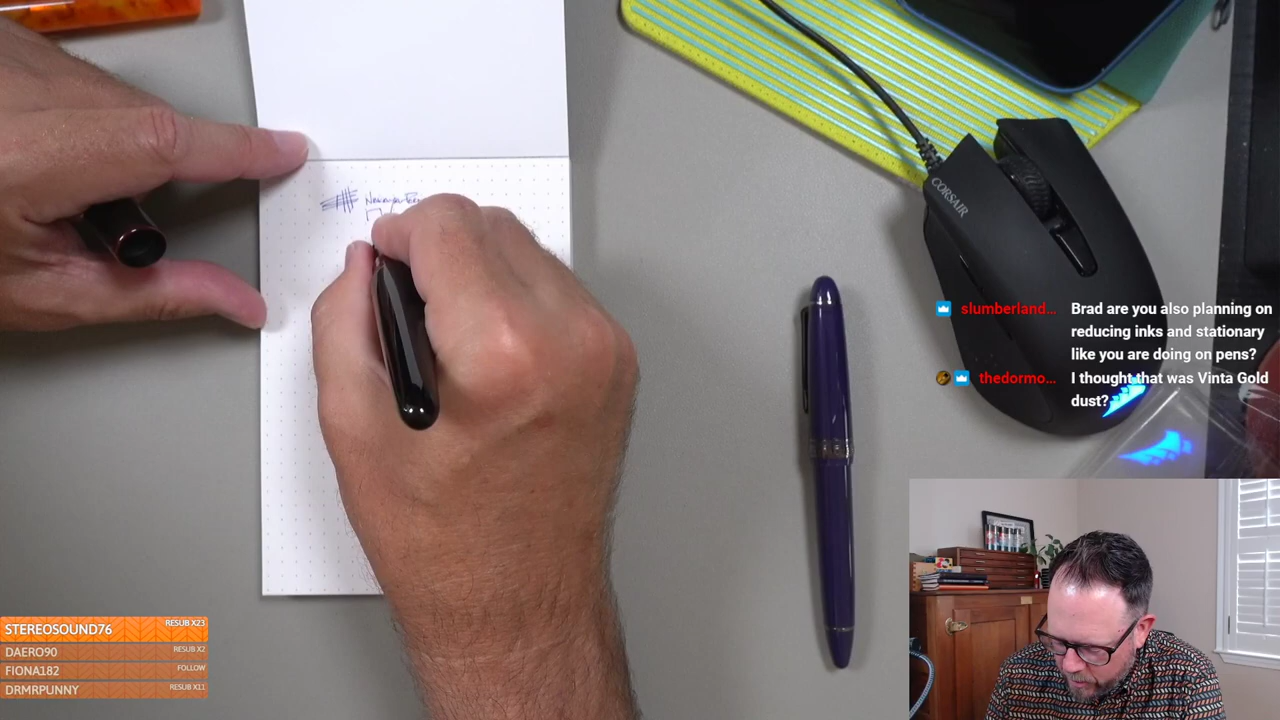 CORSAIR
slumberland… Brad are you also planning on
reducing inks and stationary
like you are doing on pens?
thedormo… I thought that was Vinta Gold
dust?
STEREOSOUND76 RESUB X23
DAERO90 RESUB X2
FIONA182 FOLLOW
DRMRPUNNY RESUB X11